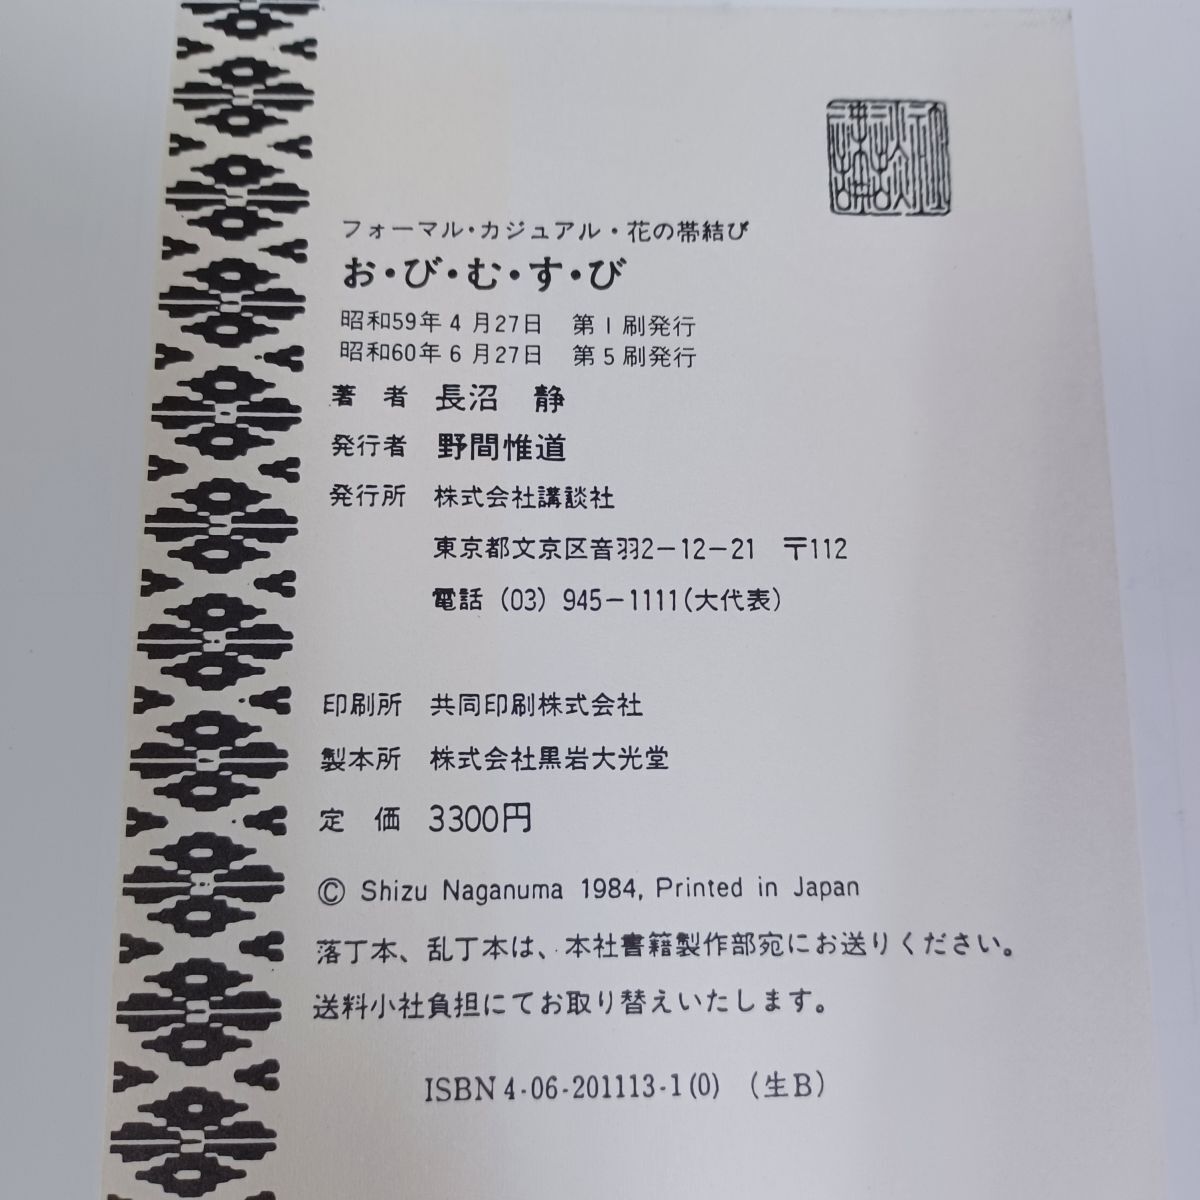 フォーマル・カジュアル・花の帯結び
お・び・む・す・び
昭和59年4月27日　第1刷発行
昭和60年6月27日　第5刷発行
著　者　長沼　静
発行者　野間惟道
発行所　株式会社講談社
東京都文京区音羽2－12－21　〒112
電話（03）945－1111（大代表）
印刷所　共同印刷株式会社
製本所　株式会社黒岩大光堂
定　価　3300円
© Shizu Naganuma 1984, Printed in Japan
落丁本、乱丁本は、本社書籍製作部宛にお送りください。
送料小社負担にてお取り替えいたします。
ISBN4-06-201113-1(0)　（生B）